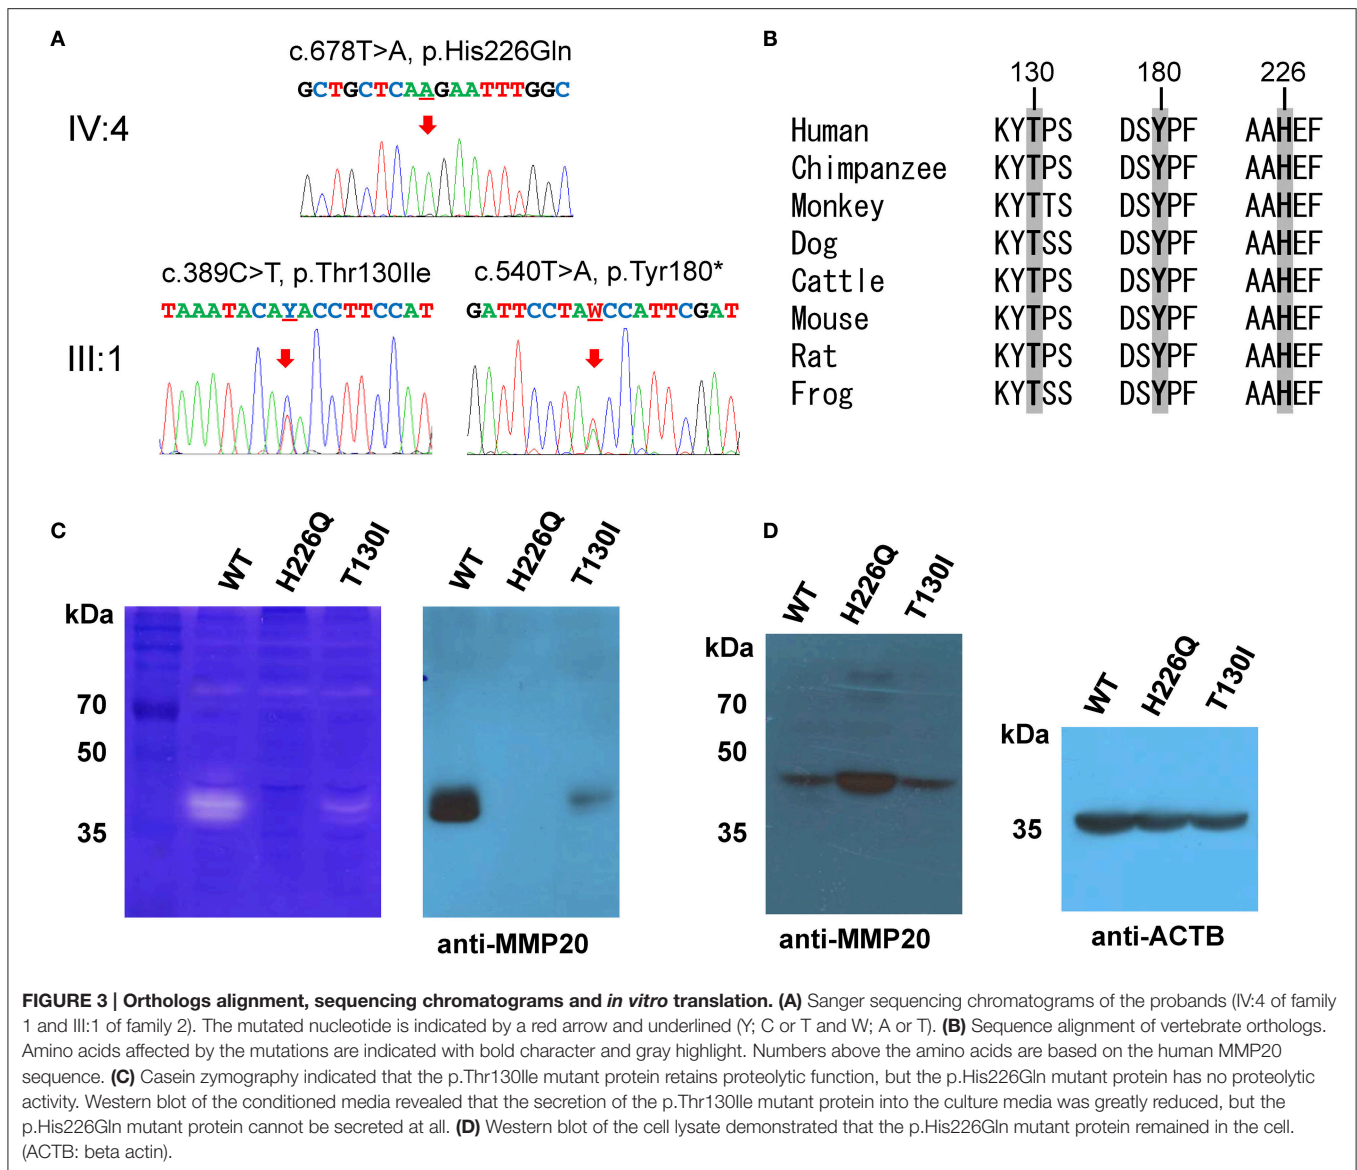 A
c.678T>A, p.His226Gln
GCTGCTCAAGAATTTGGC
IV:4
c.389C>T, p.Thr130Ile
TAAATACAYACCTTCCAT
c.540T>A, p.Tyr180*
GATTCCTAWCCATTCGAT
III:1
B
130 180 226
Human KYTPS DSYPF AAHEF
Chimpanzee KYTPS DSYPF AAHEF
Monkey KYTTS DSYPF AAHEF
Dog KYTSS DSYPF AAHEF
Cattle KYTPS DSYPF AAHEF
Mouse KYTPS DSYPF AAHEF
Rat KYTPS DSYPF AAHEF
Frog KYTSS DSYPF AAHEF
C
WT H226Q T130I WT H226Q T130I
kDa
70
50
35
anti-MMP20
D
WT H226Q T130I
kDa
70
50
35
anti-MMP20
WT H226Q T130I
kDa
35
anti-ACTB
FIGURE 3 | Orthologs alignment, sequencing chromatograms and in vitro translation. (A) Sanger sequencing chromatograms of the probands (IV:4 of family
1 and III:1 of family 2). The mutated nucleotide is indicated by a red arrow and underlined (Y; C or T and W; A or T). (B) Sequence alignment of vertebrate orthologs.
Amino acids affected by the mutations are indicated with bold character and gray highlight. Numbers above the amino acids are based on the human MMP20
sequence. (C) Casein zymography indicated that the p.Thr130Ile mutant protein retains proteolytic function, but the p.His226Gln mutant protein has no proteolytic
activity. Western blot of the conditioned media revealed that the secretion of the p.Thr130Ile mutant protein into the culture media was greatly reduced, but the
p.His226Gln mutant protein cannot be secreted at all. (D) Western blot of the cell lysate demonstrated that the p.His226Gln mutant protein remained in the cell.
(ACTB: beta actin).